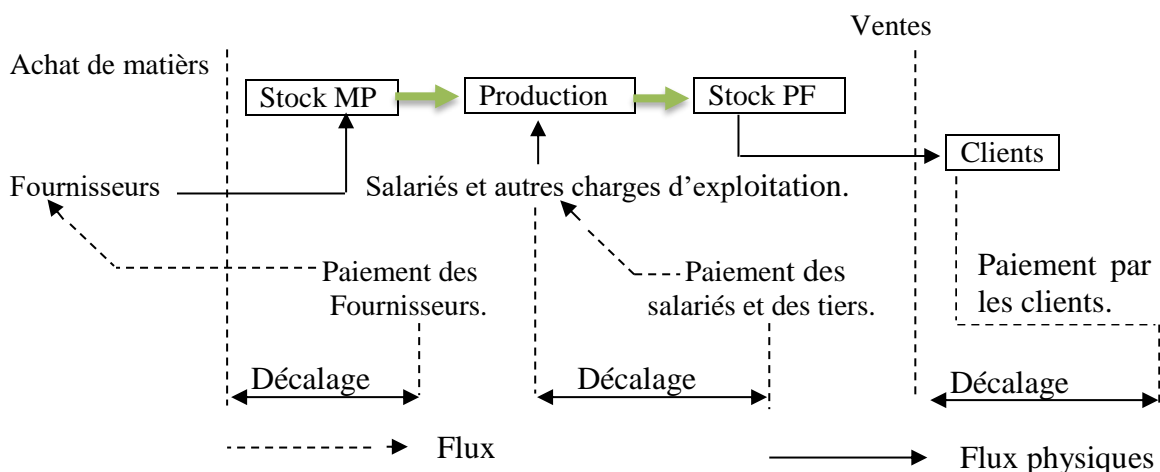 Ventes
Achat de matièrs
Stock MP
Production
Stock PF
Clients
Fournisseurs
Salariés et autres charges d’exploitation.
Paiement des
Fournisseurs.
Paiement des
salariés et des tiers.
Paiement par
les clients.
Décalage
Décalage
Décalage
Flux
Flux physiques